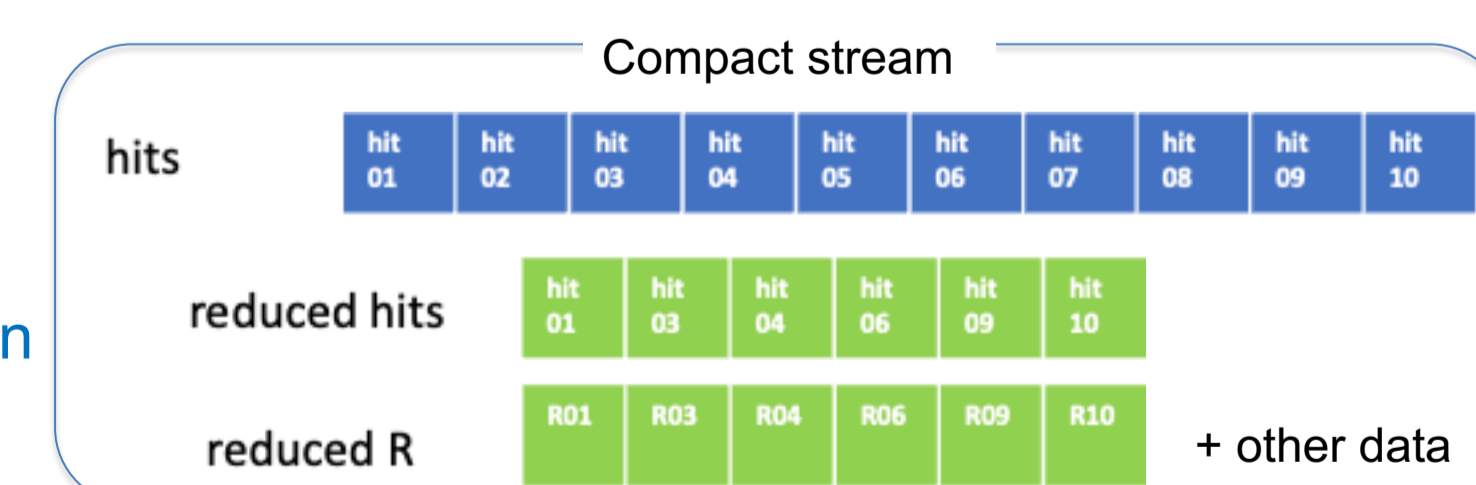 Compact stream
hits
hit 01 hit 02 hit 03 hit 04 hit 05 hit 06 hit 07 hit 08 hit 09 hit 10
reduced hits
hit 01 hit 03 hit 04 hit 06 hit 09 hit 10
n
reduced R
R01 R03 R04 R06 R09 R10
+ other data